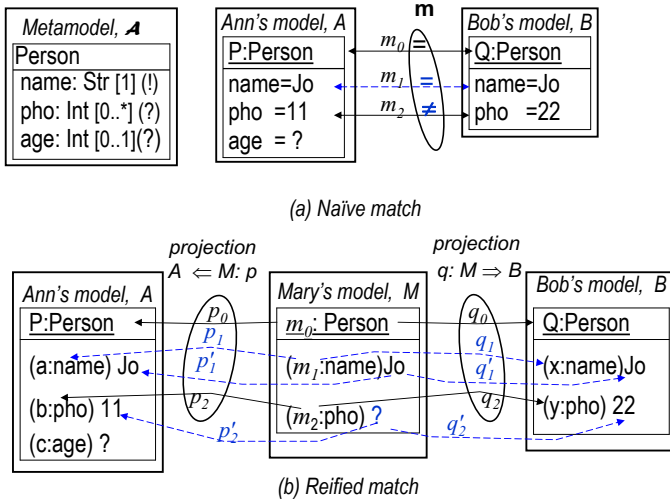 Metamodel, A
Person
name: Str [1] (!)
pho: Int [0..*] (?)
age: Int [0..1](?)
Ann's model, A
P:Person
name=Jo
pho =11
age = ?
m
m0 =
m1 =
m2 ≠
Bob's model, B
Q:Person
name=Jo
pho =22
(a) Naïve match
projection
A ⇐ M: p
projection
q: M ⇒ B
Ann's model, A
P:Person
(a:name) Jo
(b:pho) 11
(c:age) ?
p0
p1
p'1
p2
p'2
Mary's model, M
m0: Person
(m1:name)Jo
(m2:pho) ?
q0
q1
q'1
q2
q'2
Bob's model, B
Q:Person
(x:name)Jo
(y:pho) 22
(b) Reified match